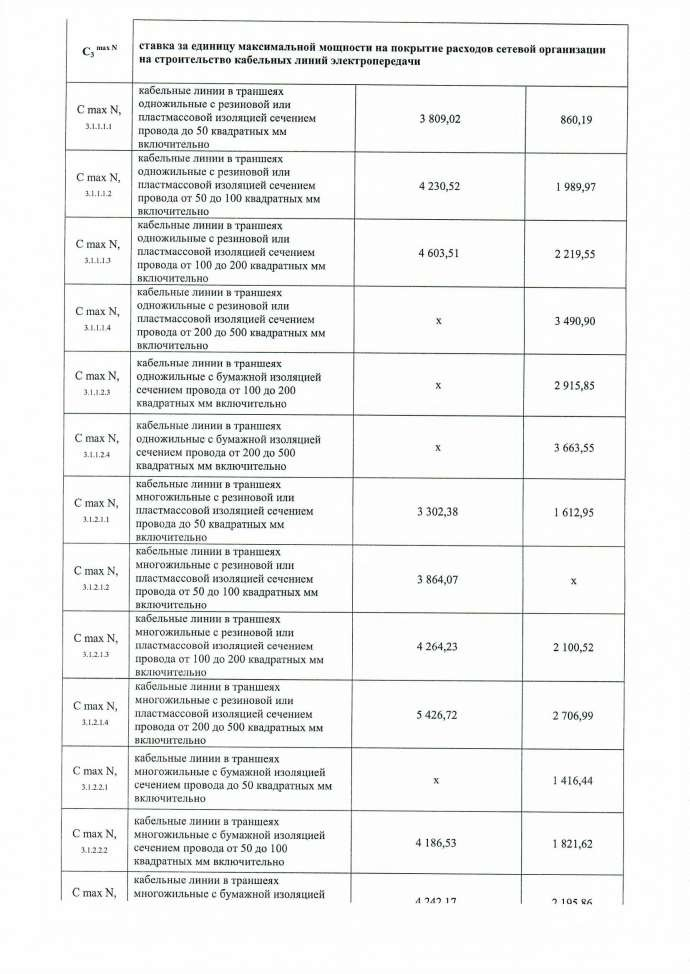 C₃ max N
ставка за единицу максимальной мощности на покрытие расходов сетевой организации
на строительство кабельных линий электропередачи
C max N,
3.1.1.1.1
кабельные линии в траншеях
одножильные с резиновой или
пластмассовой изоляцией сечением
провода до 50 квадратных мм
включительно
3 809,02
860,19
C max N,
3.1.1.1.2
кабельные линии в траншеях
одножильные с резиновой или
пластмассовой изоляцией сечением
провода от 50 до 100 квадратных мм
включительно
4 230,52
1 989,97
C max N,
3.1.1.1.3
кабельные линии в траншеях
одножильные с резиновой или
пластмассовой изоляцией сечением
провода от 100 до 200 квадратных мм
включительно
4 603,51
2 219,55
C max N,
3.1.1.1.4
кабельные линии в траншеях
одножильные с резиновой или
пластмассовой изоляцией сечением
провода от 200 до 500 квадратных мм
включительно
х
3 490,90
C max N,
3.1.1.2.3
кабельные линии в траншеях
одножильные с бумажной изоляцией
сечением провода от 100 до 200
квадратных мм включительно
х
2 915,85
C max N,
3.1.1.2.4
кабельные линии в траншеях
одножильные с бумажной изоляцией
сечением провода от 200 до 500
квадратных мм включительно
х
3 663,55
C max N,
3.1.2.1.1
кабельные линии в траншеях
многожильные с резиновой или
пластмассовой изоляцией сечением
провода до 50 квадратных мм
включительно
3 302,38
1 612,95
C max N,
3.1.2.1.2
кабельные линии в траншеях
многожильные с резиновой или
пластмассовой изоляцией сечением
провода от 50 до 100 квадратных мм
включительно
3 864,07
х
C max N,
3.1.2.1.3
кабельные линии в траншеях
многожильные с резиновой или
пластмассовой изоляцией сечением
провода от 100 до 200 квадратных мм
включительно
4 264,23
2 100,52
C max N,
3.1.2.1.4
кабельные линии в траншеях
многожильные с резиновой или
пластмассовой изоляцией сечением
провода от 200 до 500 квадратных мм
включительно
5 426,72
2 706,99
C max N,
3.1.2.2.1
кабельные линии в траншеях
многожильные с бумажной изоляцией
сечением провода до 50 квадратных мм
включительно
х
1 416,44
C max N,
3.1.2.2.2
кабельные линии в траншеях
многожильные с бумажной изоляцией
сечением провода от 50 до 100
квадратных мм включительно
4 186,53
1 821,62
C max N,
кабельные линии в траншеях
многожильные с бумажной изоляцией
4 242,17
2 195,86